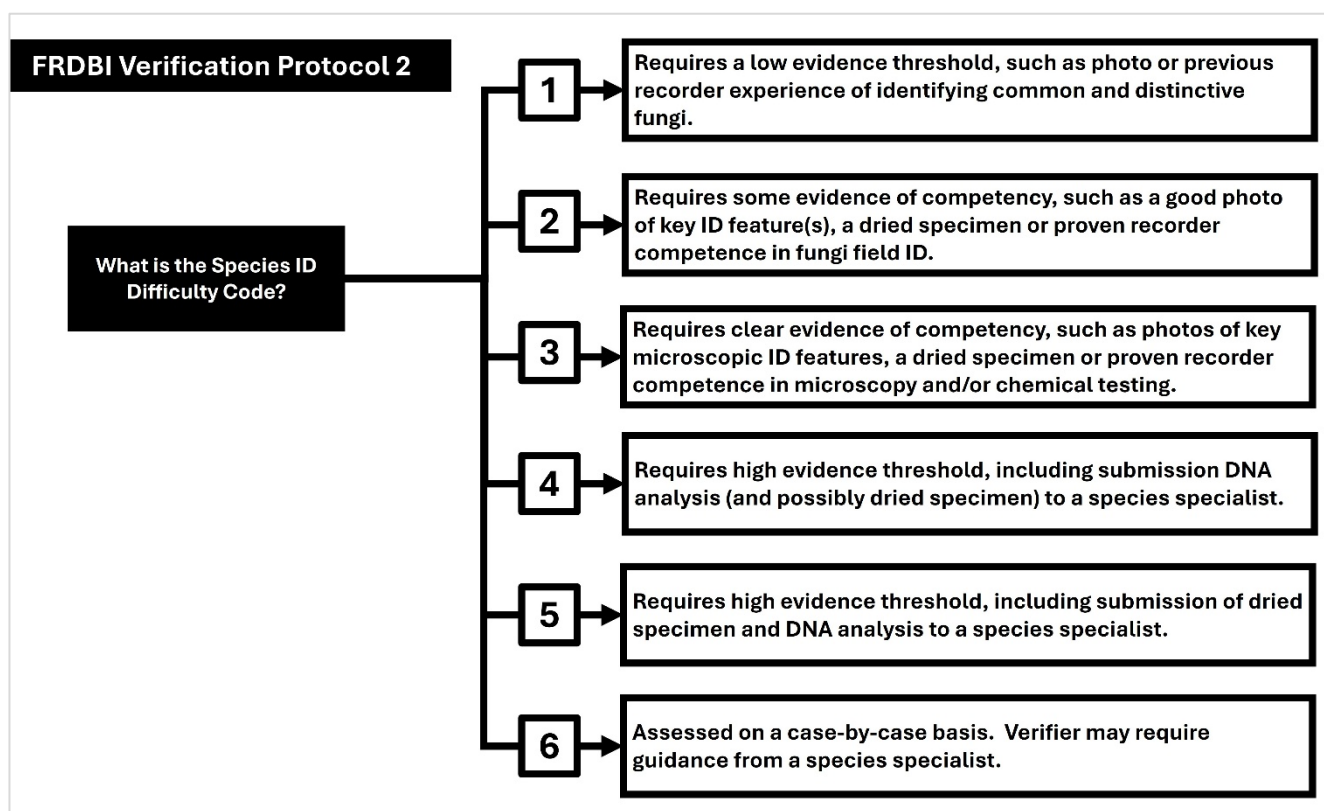 FRDBI Verification Protocol 2
What is the Species ID
Difficulty Code?
1
Requires a low evidence threshold, such as photo or previous
recorder experience of identifying common and distinctive
fungi.
2
Requires some evidence of competency, such as a good photo
of key ID feature(s), a dried specimen or proven recorder
competence in fungi field ID.
3
Requires clear evidence of competency, such as photos of key
microscopic ID features, a dried specimen or proven recorder
competence in microscopy and/or chemical testing.
4
Requires high evidence threshold, including submission DNA
analysis (and possibly dried specimen) to a species specialist.
5
Requires high evidence threshold, including submission of dried
specimen and DNA analysis to a species specialist.
6
Assessed on a case-by-case basis. Verifier may require
guidance from a species specialist.